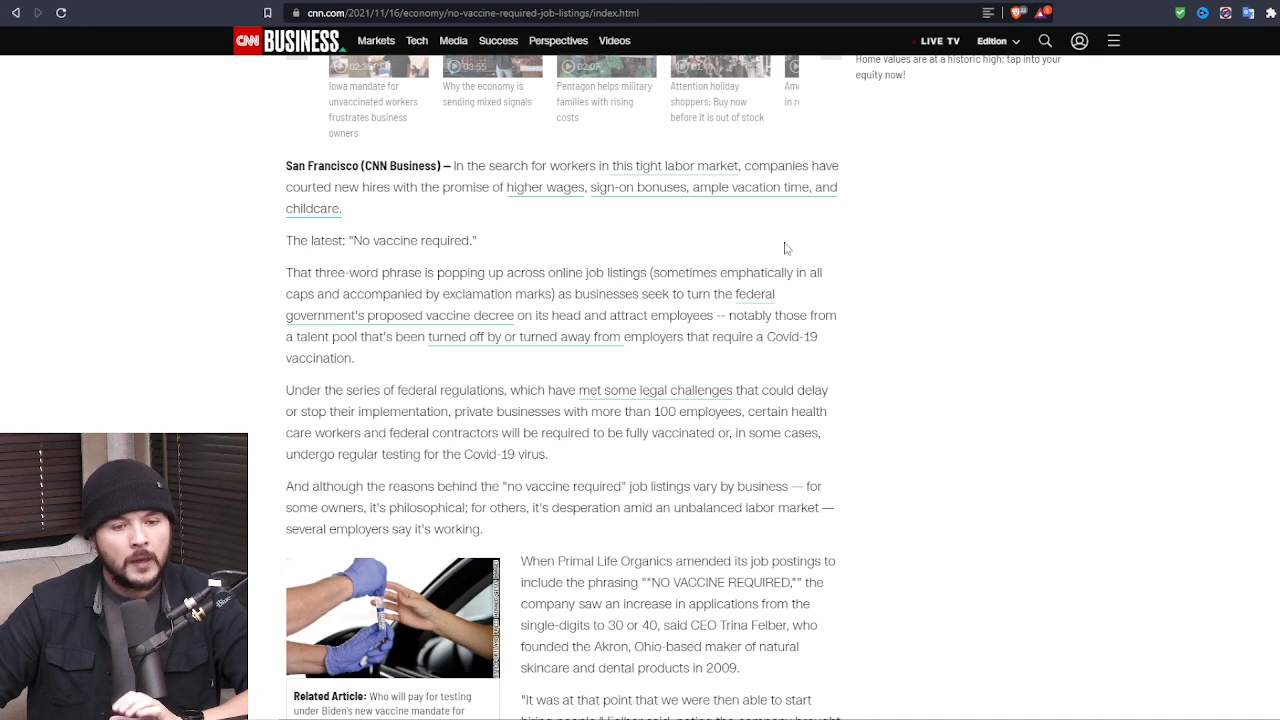 cnn.com/2021/11/16/economy/no-vaccine-required-job-listings/index.html
CNN BUSINESS Markets Tech Media Success Perspectives Videos LIVE TV Edition
03:55 02:07
Iowa mandate for
unvaccinated workers
frustrates business
owners
Why the economy is
sending mixed signals
Pentagon helps military
families with rising
costs
Attention holiday
shoppers: Buy now
before it is out of stock
Home values are at a historic high; tap into your
equity now!
San Francisco (CNN Business) — In the search for workers in this tight labor market, companies have
courted new hires with the promise of higher wages, sign-on bonuses, ample vacation time, and
childcare.
The latest: "No vaccine required."
That three-word phrase is popping up across online job listings (sometimes emphatically in all
caps and accompanied by exclamation marks) as businesses seek to turn the federal
government's proposed vaccine decree on its head and attract employees -- notably those from
a talent pool that's been turned off by or turned away from employers that require a Covid-19
vaccination.
Under the series of federal regulations, which have met some legal challenges that could delay
or stop their implementation, private businesses with more than 100 employees, certain health
care workers and federal contractors will be required to be fully vaccinated or, in some cases,
undergo regular testing for the Covid-19 virus.
And although the reasons behind the "no vaccine required" job listings vary by business — for
some owners, it's philosophical; for others, it's desperation amid an unbalanced labor market —
several employers say it's working.
When Primal Life Organics amended its job postings to
include the phrasing "*NO VACCINE REQUIRED,*" the
company saw an increase in applications from the
single-digits to 30 or 40, said CEO Trina Felber, who
founded the Akron, Ohio-based maker of natural
skincare and dental products in 2009.
"It was at that point that we were then able to start
Related Article: Who will pay for testing
under Biden's new vaccine mandate for
Blue